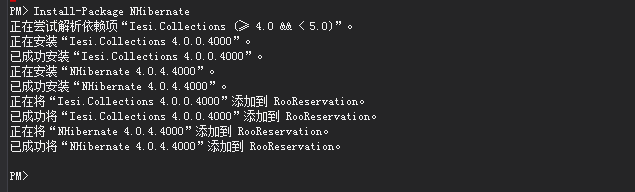 PM> Install-Package NHibernate
正在尝试解析依赖项“Iesi.Collections (≥ 4.0 && < 5.0)”。
正在安装“Iesi.Collections 4.0.0.4000”。
已成功安装“Iesi.Collections 4.0.0.4000”。
正在安装“NHibernate 4.0.4.4000”。
已成功安装“NHibernate 4.0.4.4000”。
正在将“Iesi.Collections 4.0.0.4000”添加到 RooReservation。
已成功将“Iesi.Collections 4.0.0.4000”添加到 RooReservation。
正在将“NHibernate 4.0.4.4000”添加到 RooReservation。
已成功将“NHibernate 4.0.4.4000”添加到 RooReservation。
PM>